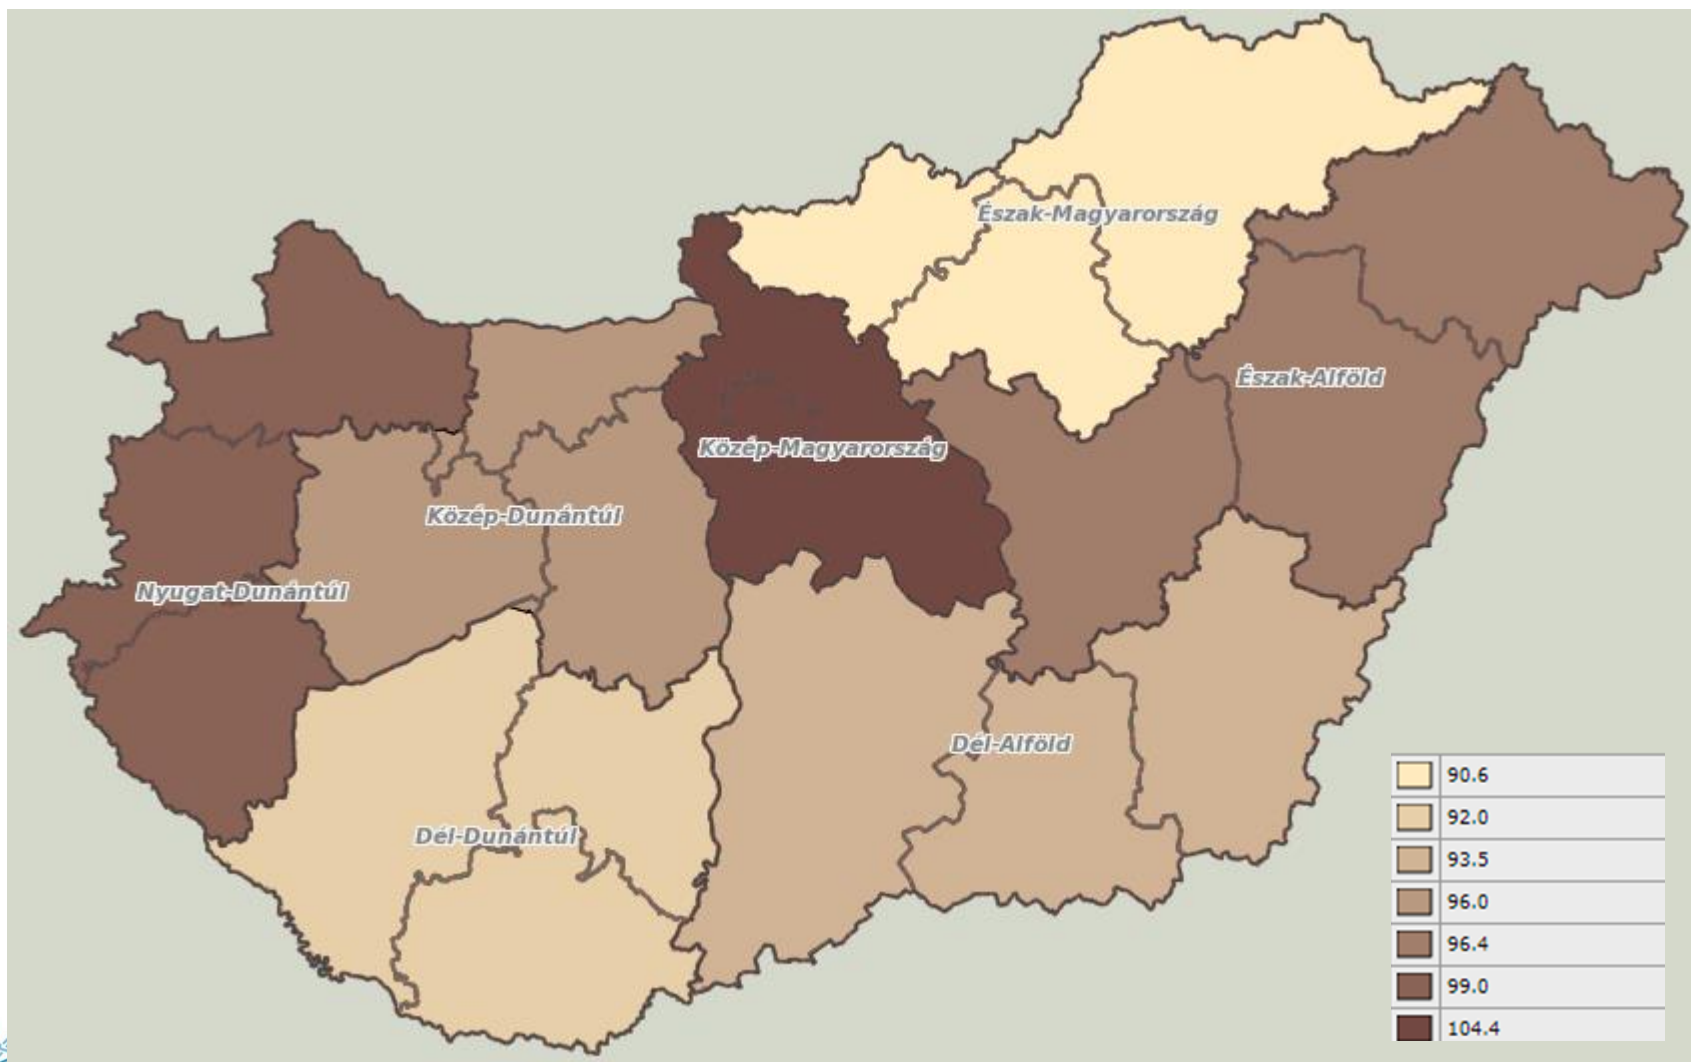 Észak-Magyarország
Észak-Alföld
Közép-Magyarország
Közép-Dunántúl
Nyugat-Dunántúl
Dél-Alföld
Dél-Dunántúl
90.6
92.0
93.5
96.0
96.4
99.0
104.4